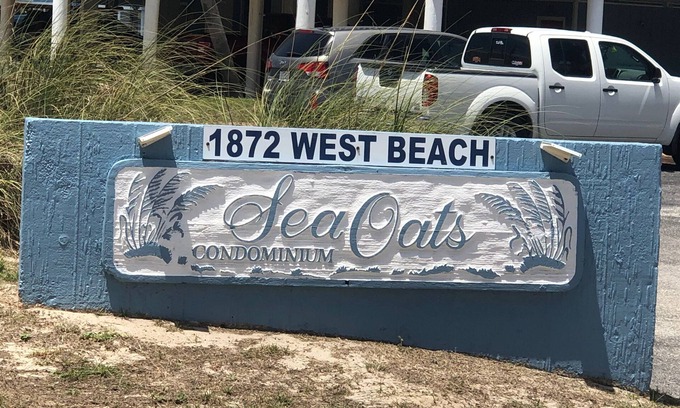 1872 WEST BEACH
Sea Oats
CONDOMINIUM